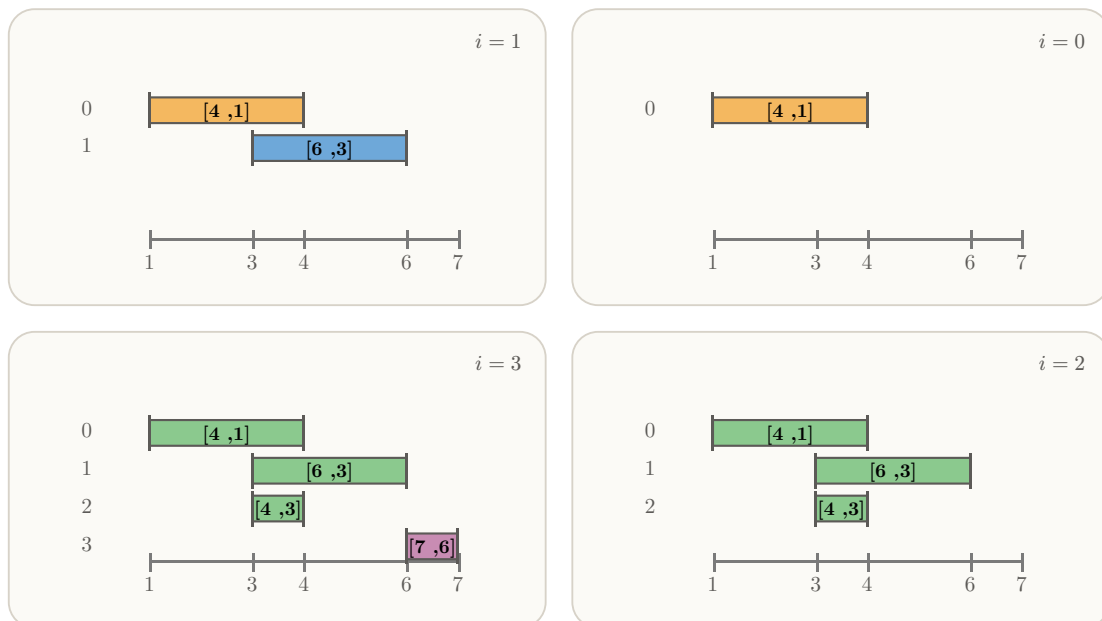 i = 1
0
[4 ,1]
1
[6 ,3]
1 3 4 6 7
i = 0
0
[4 ,1]
1 3 4 6 7
i = 3
0
[4 ,1]
1
[6 ,3]
2
[4 ,3]
3
[7 ,6]
1 3 4 6 7
i = 2
0
[4 ,1]
1
[6 ,3]
2
[4 ,3]
1 3 4 6 7